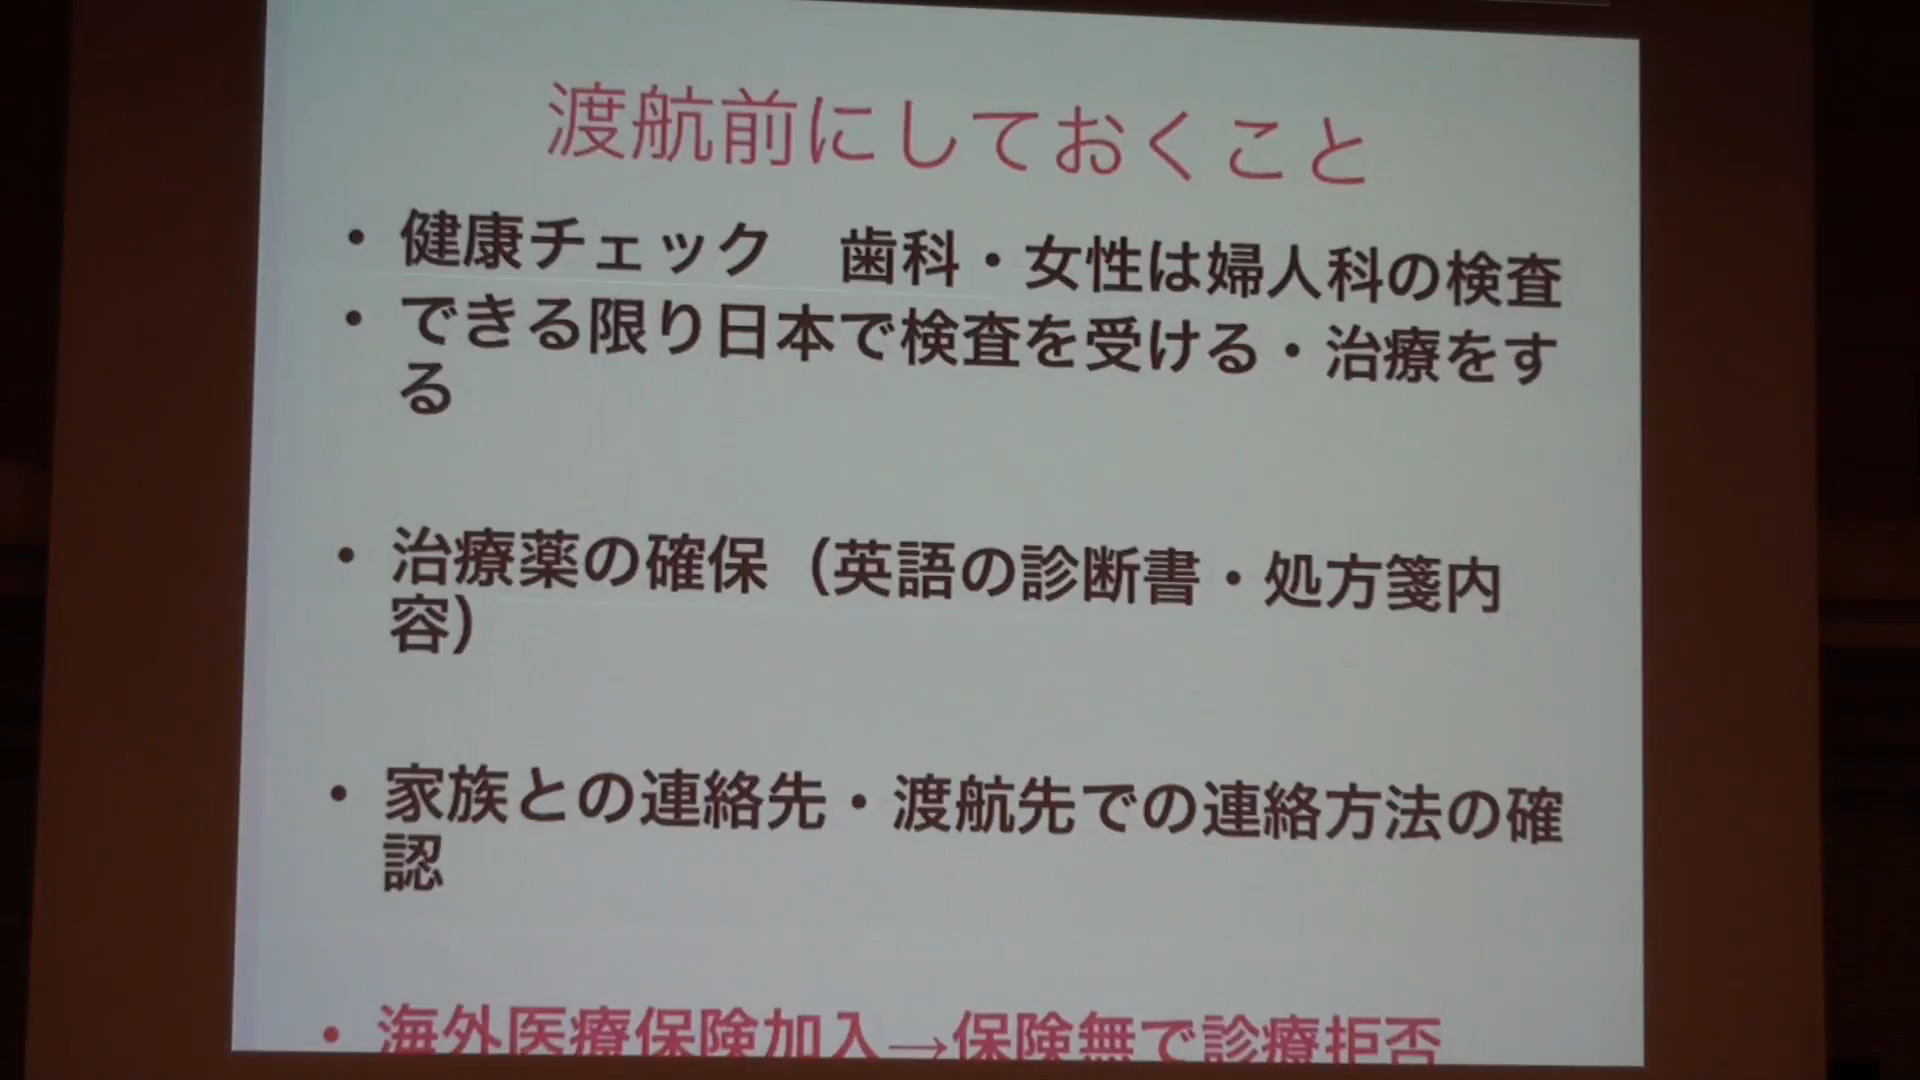 渡航前にしておくこと
・健康チェック　歯科・女性は婦人科の検査
・できる限り日本で検査を受ける・治療をす
る
・治療薬の確保（英語の診断書・処方箋内
容）
・家族との連絡先・渡航先での連絡方法の確
認
・海外医療保険加入→保険無で診療拒否